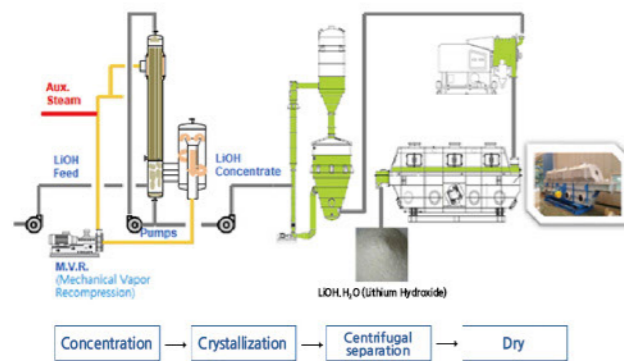 Aux.
Steam
LiOH
Feed
LiOH
Concentrate
Pumps
M.V.R.
(Mechanical Vapor
Recompression)
LiOH.H₂O (Lithium Hydroxide)
Concentration
Crystallization
Centrifugal
separation
Dry